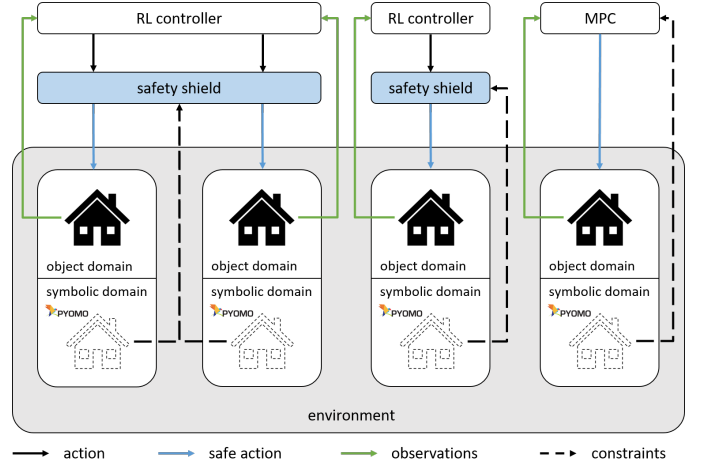 RL controller
RL controller
MPC
safety shield
safety shield
object domain
object domain
object domain
object domain
symbolic domain
symbolic domain
symbolic domain
symbolic domain
PYOMO
PYOMO
PYOMO
PYOMO
environment
action
safe action
observations
constraints